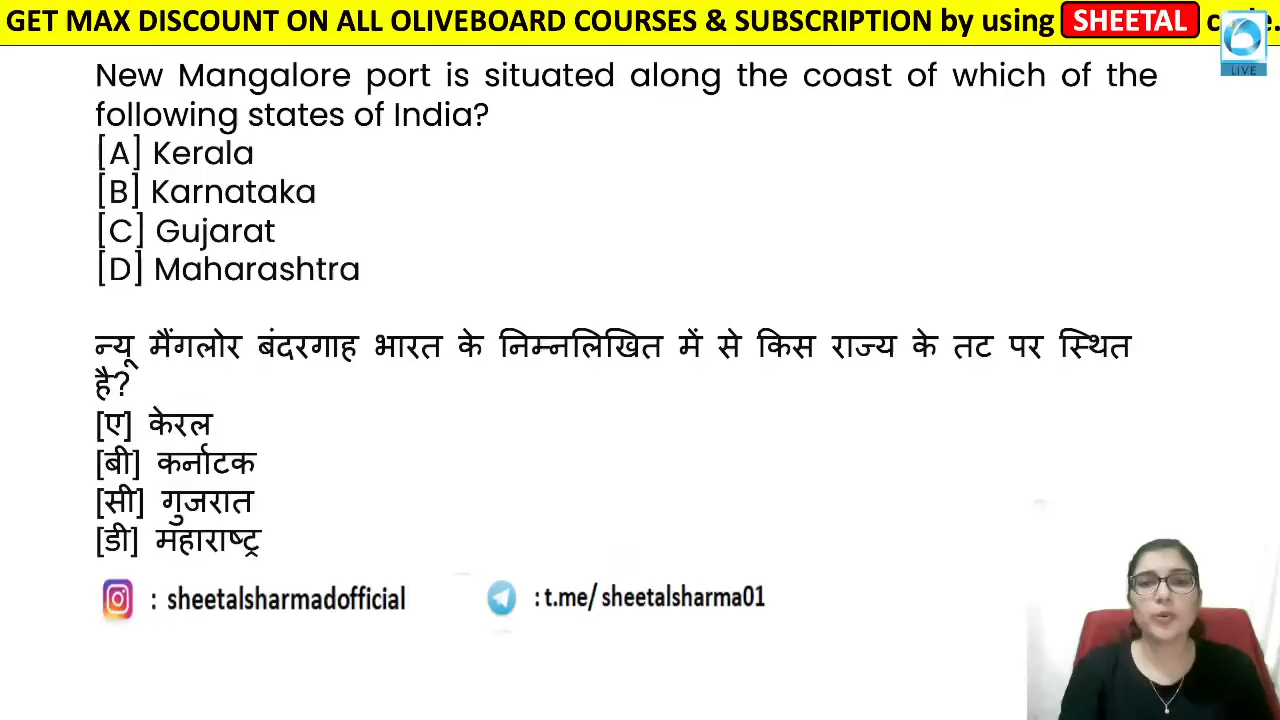 GET MAX DISCOUNT ON ALL OLIVEBOARD COURSES & SUBSCRIPTION by using SHEETAL
LIVE
New Mangalore port is situated along the coast of which of the
following states of India?
[A] Kerala
[B] Karnataka
[C] Gujarat
[D] Maharashtra
न्यू मैंगलोर बंदरगाह भारत के निम्नलिखित में से किस राज्य के तट पर स्थित
है?
[ए] केरल
[बी] कर्नाटक
[सी] गुजरात
[डी] महाराष्ट्र
: sheetalsharmadofficial
: t.me/ sheetalsharma01